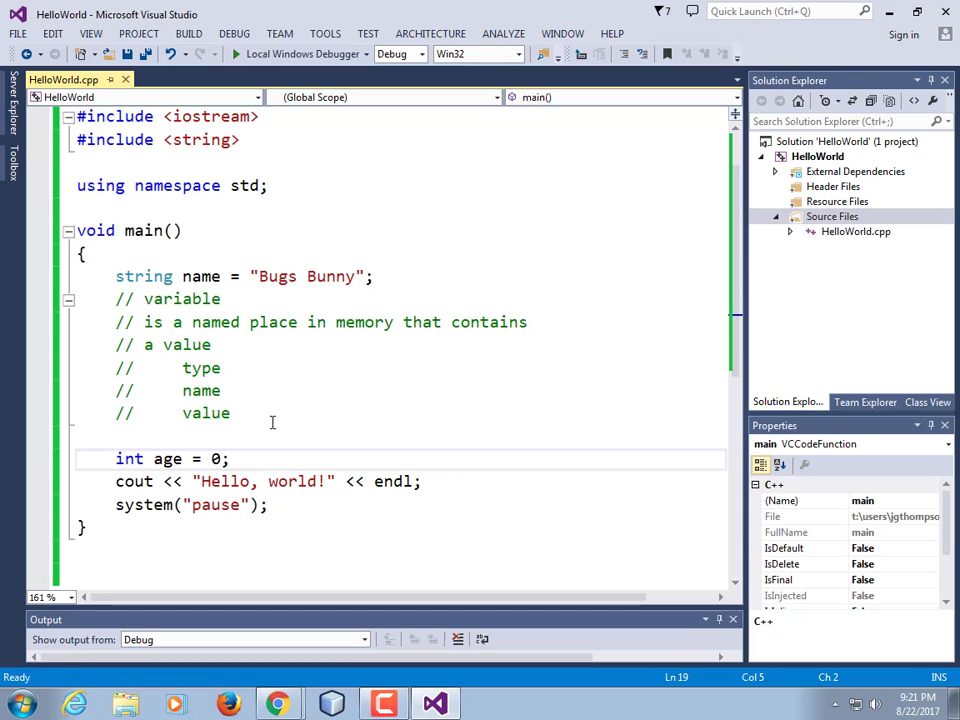 HelloWorld - Microsoft Visual Studio
7
Quick Launch (Ctrl+Q)
FILE EDIT VIEW PROJECT BUILD DEBUG TEAM TOOLS TEST ARCHITECTURE ANALYZE WINDOW HELP
Sign in
Local Windows Debugger Debug Win32
Server Explorer
Toolbox
HelloWorld.cpp
HelloWorld (Global Scope) main()
#include <iostream>
#include <string>
using namespace std;
void main()
{
string name = "Bugs Bunny";
// variable
// is a named place in memory that contains
// a value
// type
// name
// value
int age = 0;
cout << "Hello, world!" << endl;
system("pause");
}
161 %
Output
Show output from: Debug
Solution Explorer
Search Solution Explorer (Ctrl+;)
Solution 'HelloWorld' (1 project)
HelloWorld
External Dependencies
Header Files
Resource Files
Source Files
HelloWorld.cpp
Solution Explo... Team Explorer Class View
Properties
main VCCodeFunction
C++
(Name) main
File t:\users\jgthompso
FullName main
IsDefault False
IsDelete False
IsFinal False
IsInjected False
C++
Ready Ln 19 Col 5 Ch 2 INS
9:21 PM
8/22/2017